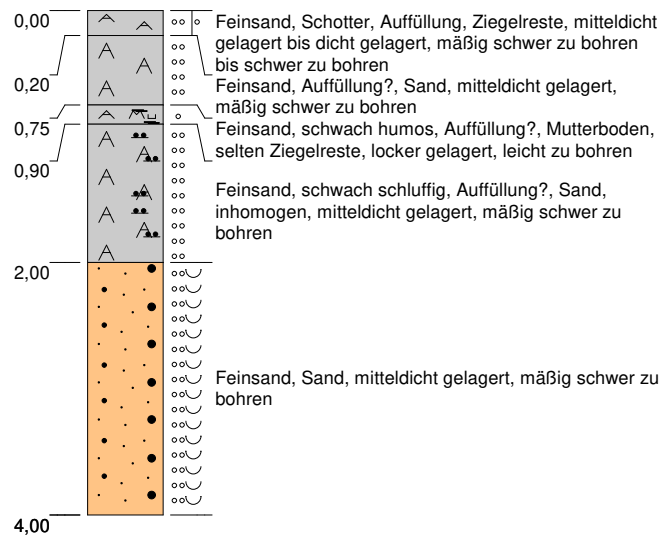 0,00
Feinsand, Schotter, Auffüllung, Ziegelreste, mitteldicht
gelagert bis dicht gelagert, mäßig schwer zu bohren
bis schwer zu bohren
0,20
Feinsand, Auffüllung?, Sand, mitteldicht gelagert,
mäßig schwer zu bohren
0,75
Feinsand, schwach humos, Auffüllung?, Mutterboden,
selten Ziegelreste, locker gelagert, leicht zu bohren
0,90
Feinsand, schwach schluffig, Auffüllung?, Sand,
inhomogen, mitteldicht gelagert, mäßig schwer zu
bohren
2,00
Feinsand, Sand, mitteldicht gelagert, mäßig schwer zu
bohren
4,00